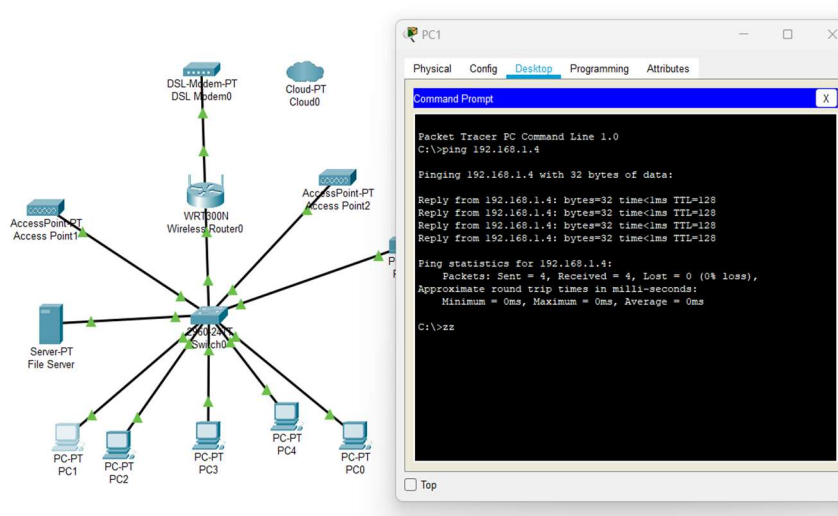 DSL-Modem-PT
DSL Modem0
Cloud-PT
Cloud0
AccessPoint-PT
Access Point2
WRT300N
Wireless Router0
AccessPoint-PT
Access Point1
2960-24TT
Switch0
Server-PT
File Server
PC-PT
PC1
PC-PT
PC2
PC-PT
PC3
PC-PT
PC4
PC-PT
PC0
PC1
Physical Config Desktop Programming Attributes
Command Prompt
X
Packet Tracer PC Command Line 1.0
C:\>ping 192.168.1.4
Pinging 192.168.1.4 with 32 bytes of data:
Reply from 192.168.1.4: bytes=32 time<1ms TTL=128
Reply from 192.168.1.4: bytes=32 time<1ms TTL=128
Reply from 192.168.1.4: bytes=32 time<1ms TTL=128
Reply from 192.168.1.4: bytes=32 time<1ms TTL=128
Ping statistics for 192.168.1.4:
Packets: Sent = 4, Received = 4, Lost = 0 (0% loss),
Approximate round trip times in milli-seconds:
Minimum = 0ms, Maximum = 0ms, Average = 0ms
C:\>zz
Top